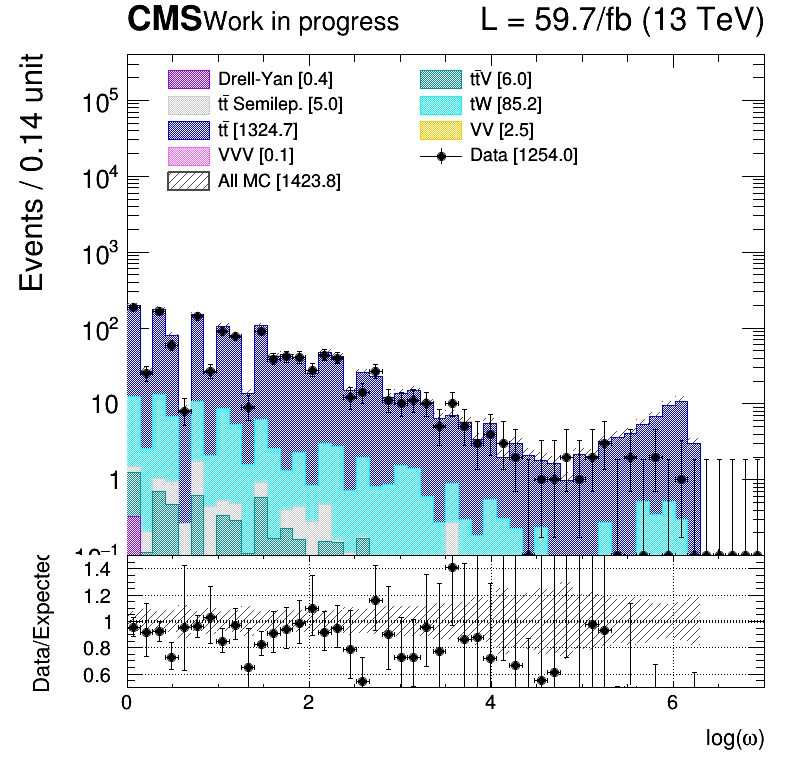 CMS Work in progress L = 59.7/fb (13 TeV)
Events / 0.14 unit
Drell-Yan [0.4]
tt̄ Semilep. [5.0]
tt̄ [1324.7]
VVV [0.1]
All MC [1423.8]
tt̄V [6.0]
tW [85.2]
VV [2.5]
Data [1254.0]
10⁵
10⁴
10³
10²
10
1
10⁻¹
Data/Expected
1.4
1.2
1
0.8
0.6
0 2 4 6
log(ω)